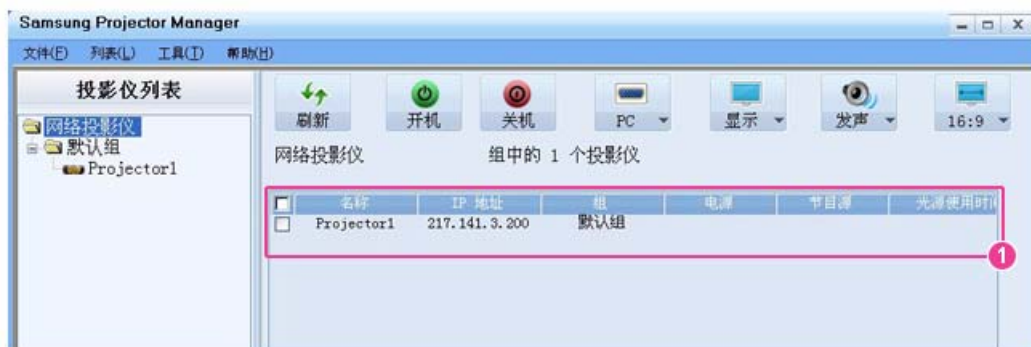 Samsung Projector Manager
文件(F) 列表(L) 工具(T) 帮助(H)
投影仪列表
网络投影仪
默认组
Projector1
刷新 开机 关机 PC 显示 发声 16:9
网络投影仪 组中的 1 个投影仪
名称 IP 地址 组 电源 节目源 光源使用时间
Projector1 217.141.3.200 默认组
1